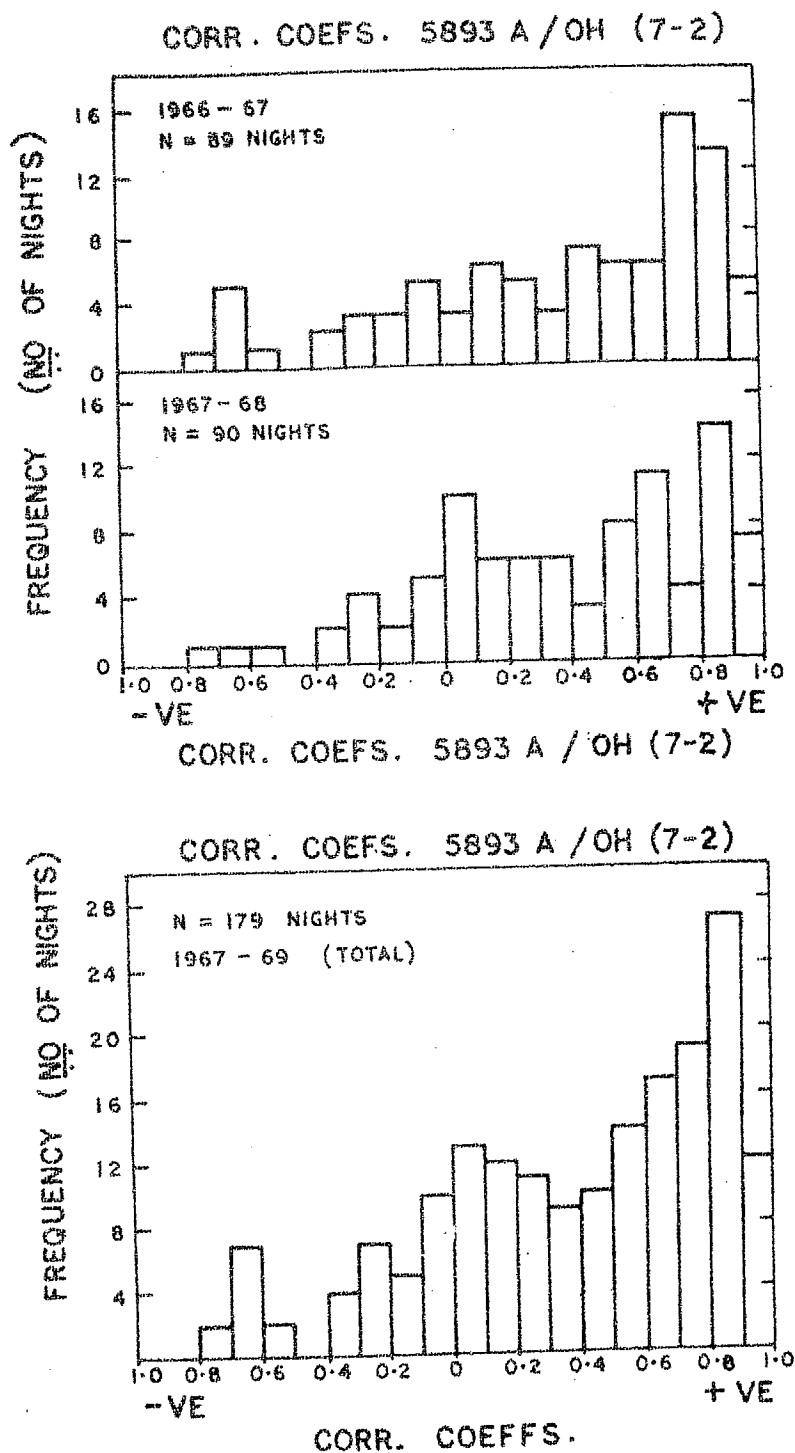 CORR. COEFS. 5893 A / OH (7-2)
1966 - 67
N = 89 NIGHTS
16
12
8
4
0
FREQUENCY (NO OF NIGHTS)
1967 - 68
N = 90 NIGHTS
16
12
8
4
0
1.0 0.8 0.6 0.4 0.2 0 0.2 0.4 0.6 0.8 1.0
- VE + VE
CORR. COEFS. 5893 A / OH (7-2)
CORR. COEFS. 5893 A / OH (7-2)
N = 179 NIGHTS
1967 - 69 (TOTAL)
28
24
20
16
12
8
4
FREQUENCY (NO OF NIGHTS)
1.0 0.8 0.6 0.4 0.2 0 0.2 0.4 0.6 0.8 1.0
- VE + VE
CORR. COEFFS.